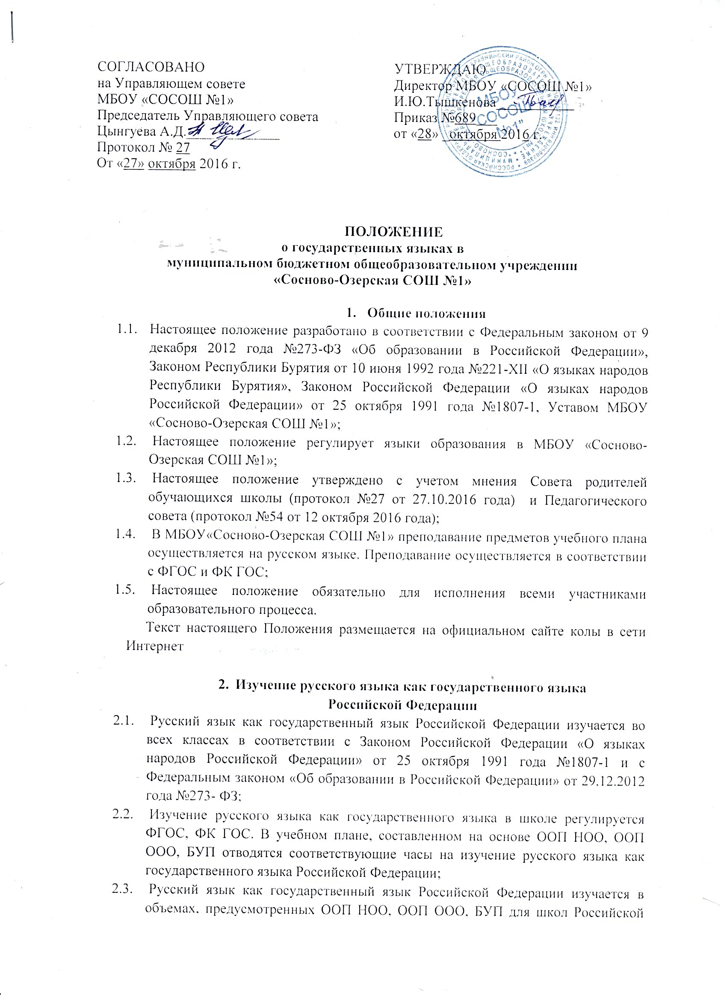 СОГЛАСОВАНО
на Управляющем совете
МБОУ «СОСОШ №1»
Председатель Управляющего совета
Цынгуева А.Д.
Протокол № 27
От «27» октября 2016 г.
УТВЕРЖДАЮ
Директор МБОУ «СОСОШ №1»
И.Ю.Тышкенова
Приказ №689
от «28» октября 2016 г.
МБОУ
СОСОШ
№1"
ПОЛОЖЕНИЕ
о государственных языках в
муниципальном бюджетном общеобразовательном учреждении
«Сосново-Озерская СОШ №1»
1. Общие положения
1.1. Настоящее положение разработано в соответствии с Федеральным законом от 9
декабря 2012 года №273-ФЗ «Об образовании в Российской Федерации»,
Законом Республики Бурятия от 10 июня 1992 года №221-XII «О языках народов
Республики Бурятия», Законом Российской Федерации «О языках народов
Российской Федерации» от 25 октября 1991 года №1807-1, Уставом МБОУ
«Сосново-Озерская СОШ №1»;
1.2. Настоящее положение регулирует языки образования в МБОУ «Сосново-
Озерская СОШ №1»;
1.3. Настоящее положение утверждено с учетом мнения Совета родителей
обучающихся школы (протокол №27 от 27.10.2016 года) и Педагогического
совета (протокол №54 от 12 октября 2016 года);
1.4. В МБОУ«Сосново-Озерская СОШ №1» преподавание предметов учебного плана
осуществляется на русском языке. Преподавание осуществляется в соответствии
с ФГОС и ФК ГОС;
1.5. Настоящее положение обязательно для исполнения всеми участниками
образовательного процесса.
Текст настоящего Положения размещается на официальном сайте колы в сети
Интернет
2. Изучение русского языка как государственного языка
Российской Федерации
2.1. Русский язык как государственный язык Российской Федерации изучается во
всех классах в соответствии с Законом Российской Федерации «О языках
народов Российской Федерации» от 25 октября 1991 года №1807-1 и с
Федеральным законом «Об образовании в Российской Федерации» от 29.12.2012
года №273- ФЗ;
2.2. Изучение русского языка как государственного языка в школе регулируется
ФГОС, ФК ГОС. В учебном плане, составленном на основе ООП НОО, ООП
ООО, БУП отводятся соответствующие часы на изучение русского языка как
государственного языка Российской Федерации;
2.3. Русский язык как государственный язык Российской Федерации изучается в
объемах, предусмотренных ООП НОО, ООП ООО, БУП для школ Российской